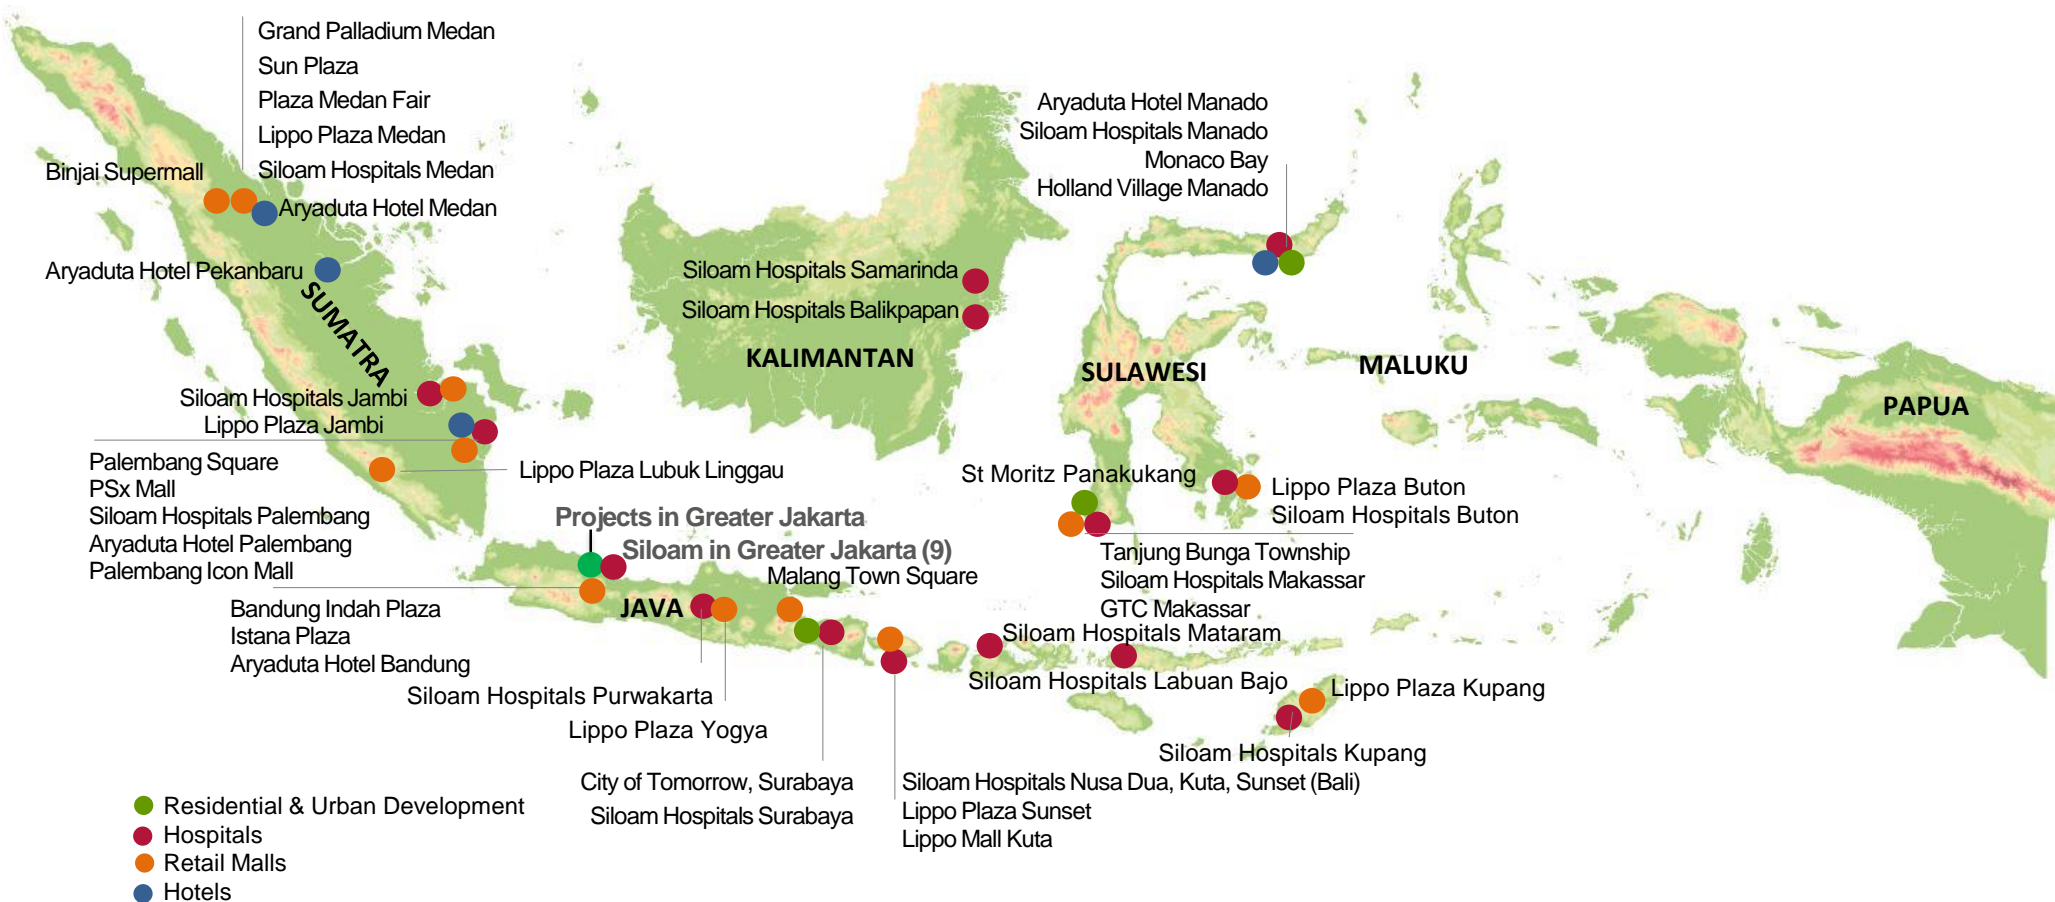 Grand Palladium Medan
Sun Plaza
Plaza Medan Fair
Lippo Plaza Medan
Siloam Hospitals Medan
Binjai Supermall
Aryaduta Hotel Medan
Aryaduta Hotel Pekanbaru
SUMATRA
Siloam Hospitals Jambi
Lippo Plaza Jambi
Palembang Square
PSx Mall
Siloam Hospitals Palembang
Aryaduta Hotel Palembang
Palembang Icon Mall
Lippo Plaza Lubuk Linggau
Projects in Greater Jakarta
Siloam in Greater Jakarta (9)
Malang Town Square
JAVA
Bandung Indah Plaza
Istana Plaza
Aryaduta Hotel Bandung
Siloam Hospitals Purwakarta
Lippo Plaza Yogya
City of Tomorrow, Surabaya
Siloam Hospitals Surabaya
Siloam Hospitals Nusa Dua, Kuta, Sunset (Bali)
Lippo Plaza Sunset
Lippo Mall Kuta
Siloam Hospitals Samarinda
Siloam Hospitals Balikpapan
KALIMANTAN
Aryaduta Hotel Manado
Siloam Hospitals Manado
Monaco Bay
Holland Village Manado
SULAWESI
MALUKU
PAPUA
St Moritz Panakukang
Lippo Plaza Buton
Siloam Hospitals Buton
Tanjung Bunga Township
Siloam Hospitals Makassar
GTC Makassar
Siloam Hospitals Mataram
Siloam Hospitals Labuan Bajo
Lippo Plaza Kupang
Siloam Hospitals Kupang
Residential & Urban Development
Hospitals
Retail Malls
Hotels